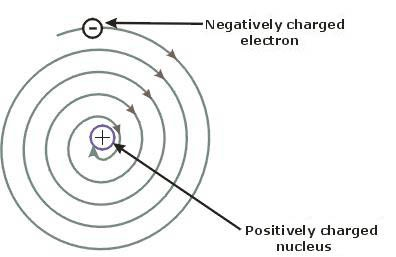 Negatively charged
electron
−
+
Positively charged
nucleus